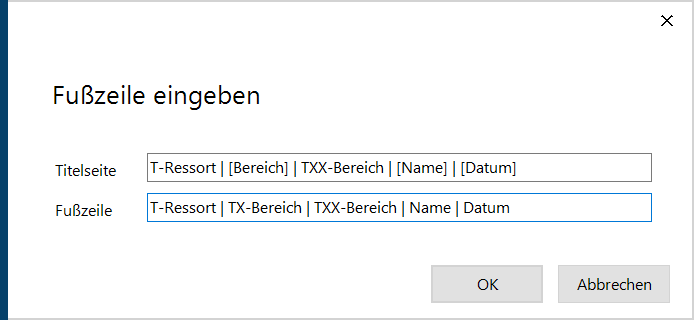 Fußzeile eingeben
Titelseite T-Ressort | [Bereich] | TXX-Bereich | [Name] | [Datum]
Fußzeile T-Ressort | TX-Bereich | TXX-Bereich | Name | Datum
OK Abbrechen